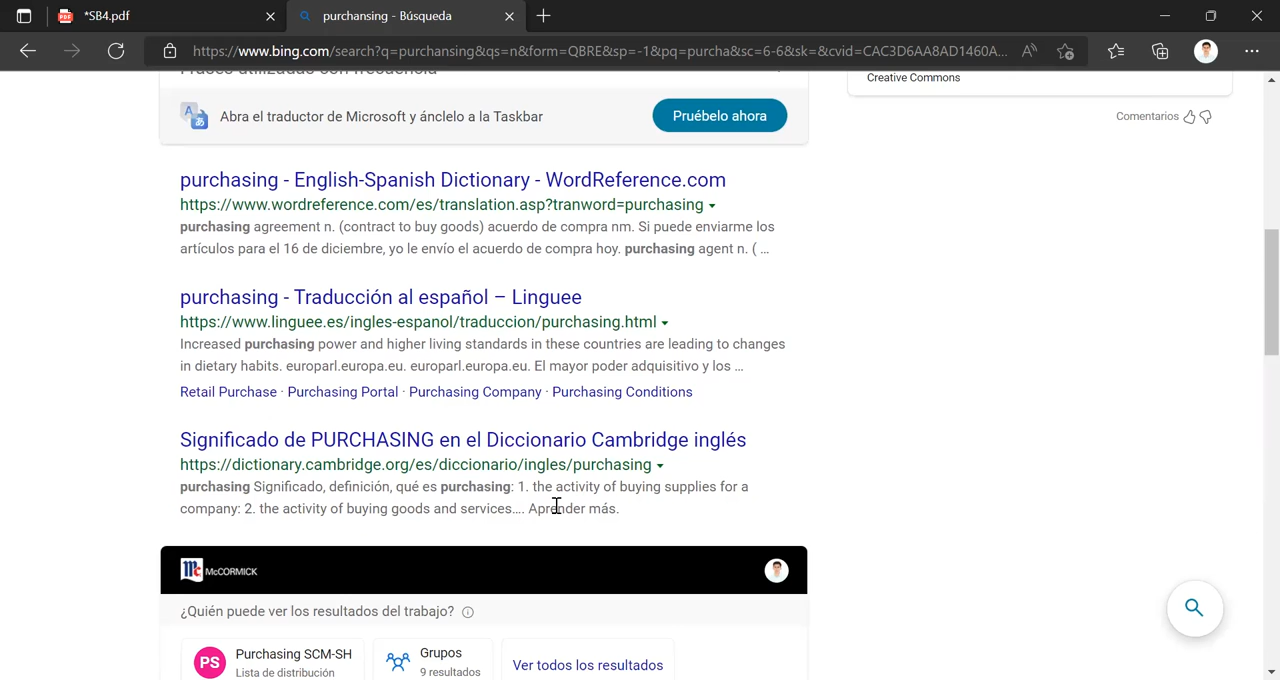 *SB4.pdf
purchansing - Búsqueda
https://www.bing.com/search?q=purchansing&qs=n&form=QBRE&sp=-1&pq=purcha&sc=6-6&sk=&cvid=CAC3D6AA8AD1460A...
Frases utilizadas con frecuencia
Creative Commons
Abra el traductor de Microsoft y ánclelo a la Taskbar
Pruébelo ahora
Comentarios
purchasing - English-Spanish Dictionary - WordReference.com
https://www.wordreference.com/es/translation.asp?tranword=purchasing
purchasing agreement n. (contract to buy goods) acuerdo de compra nm. Si puede enviarme los
artículos para el 16 de diciembre, yo le envío el acuerdo de compra hoy. purchasing agent n. ( ...
purchasing - Traducción al español – Linguee
https://www.linguee.es/ingles-espanol/traduccion/purchasing.html
Increased purchasing power and higher living standards in these countries are leading to changes
in dietary habits. europarl.europa.eu. europarl.europa.eu. El mayor poder adquisitivo y los ...
Retail Purchase · Purchasing Portal · Purchasing Company · Purchasing Conditions
Significado de PURCHASING en el Diccionario Cambridge inglés
https://dictionary.cambridge.org/es/diccionario/ingles/purchasing
purchasing Significado, definición, qué es purchasing: 1. the activity of buying supplies for a
company: 2. the activity of buying goods and services.... Aprender más.
McCORMICK
¿Quién puede ver los resultados del trabajo?
PS
Purchasing SCM-SH
Lista de distribución
Grupos
9 resultados
Ver todos los resultados